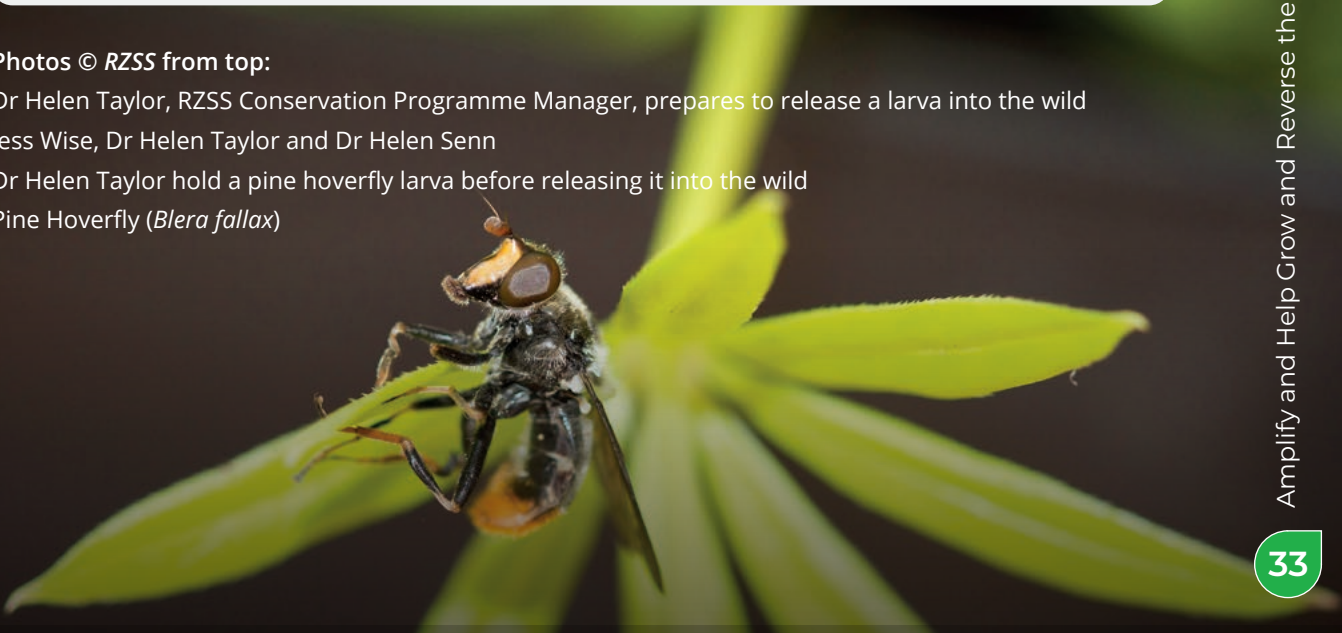 Photos © RZSS from top:
Dr Helen Taylor, RZSS Conservation Programme Manager, prepares to release a larva into the wild
ess Wise, Dr Helen Taylor and Dr Helen Senn
Dr Helen Taylor hold a pine hoverfly larva before releasing it into the wild
Pine Hoverfly (Blera fallax)
Amplify and Help Grow and Reverse the
33